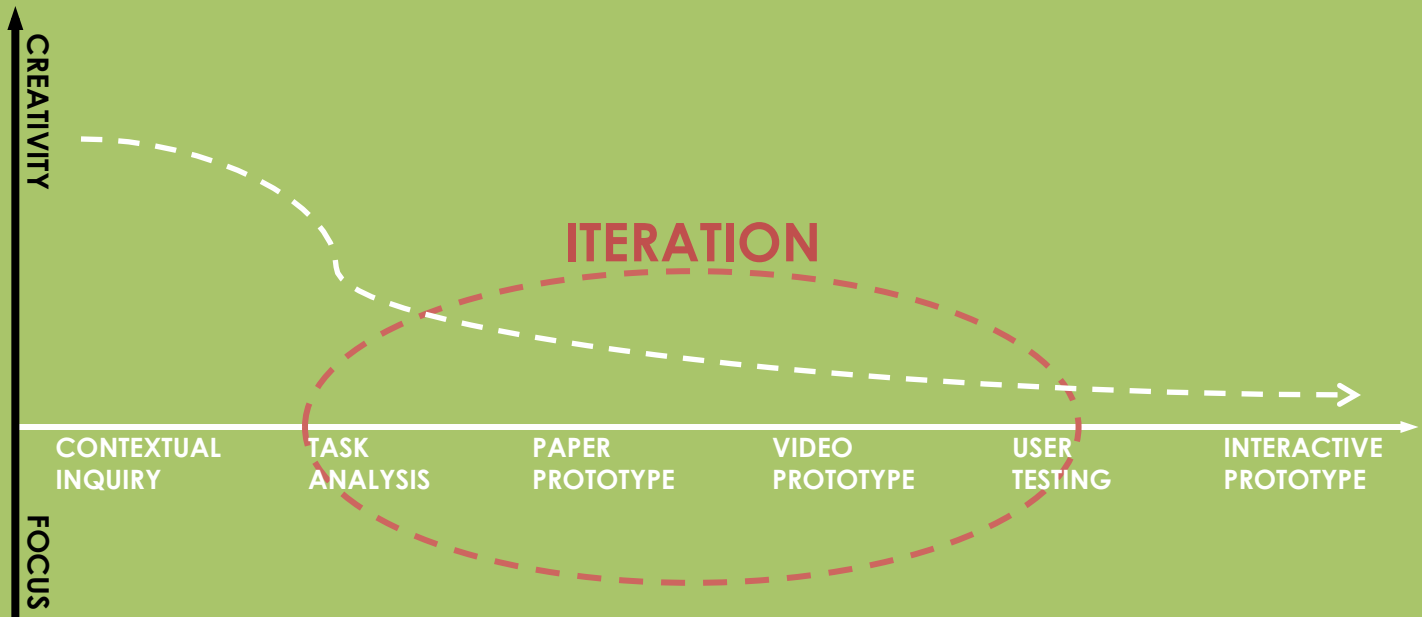 CREATIVITY
ITERATION
CONTEXTUAL
INQUIRY
TASK
ANALYSIS
PAPER
PROTOTYPE
VIDEO
PROTOTYPE
USER
TESTING
INTERACTIVE
PROTOTYPE
FOCUS